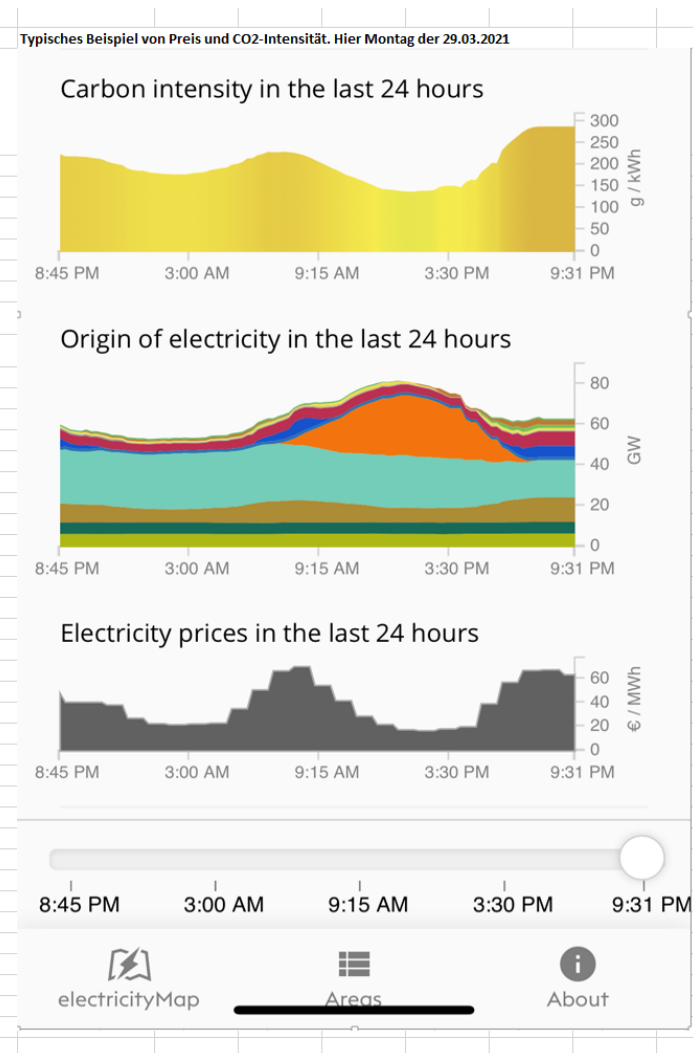 Typisches Beispiel von Preis und CO2-Intensität. Hier Montag der 29.03.2021
Carbon intensity in the last 24 hours
300
250
200
150
100
50
0
g / kWh
8:45 PM 3:00 AM 9:15 AM 3:30 PM 9:31 PM
Origin of electricity in the last 24 hours
80
60
40
20
0
GW
8:45 PM 3:00 AM 9:15 AM 3:30 PM 9:31 PM
Electricity prices in the last 24 hours
60
40
20
0
€ / MWh
8:45 PM 3:00 AM 9:15 AM 3:30 PM 9:31 PM
8:45 PM 3:00 AM 9:15 AM 3:30 PM 9:31 PM
electricityMap Areas About